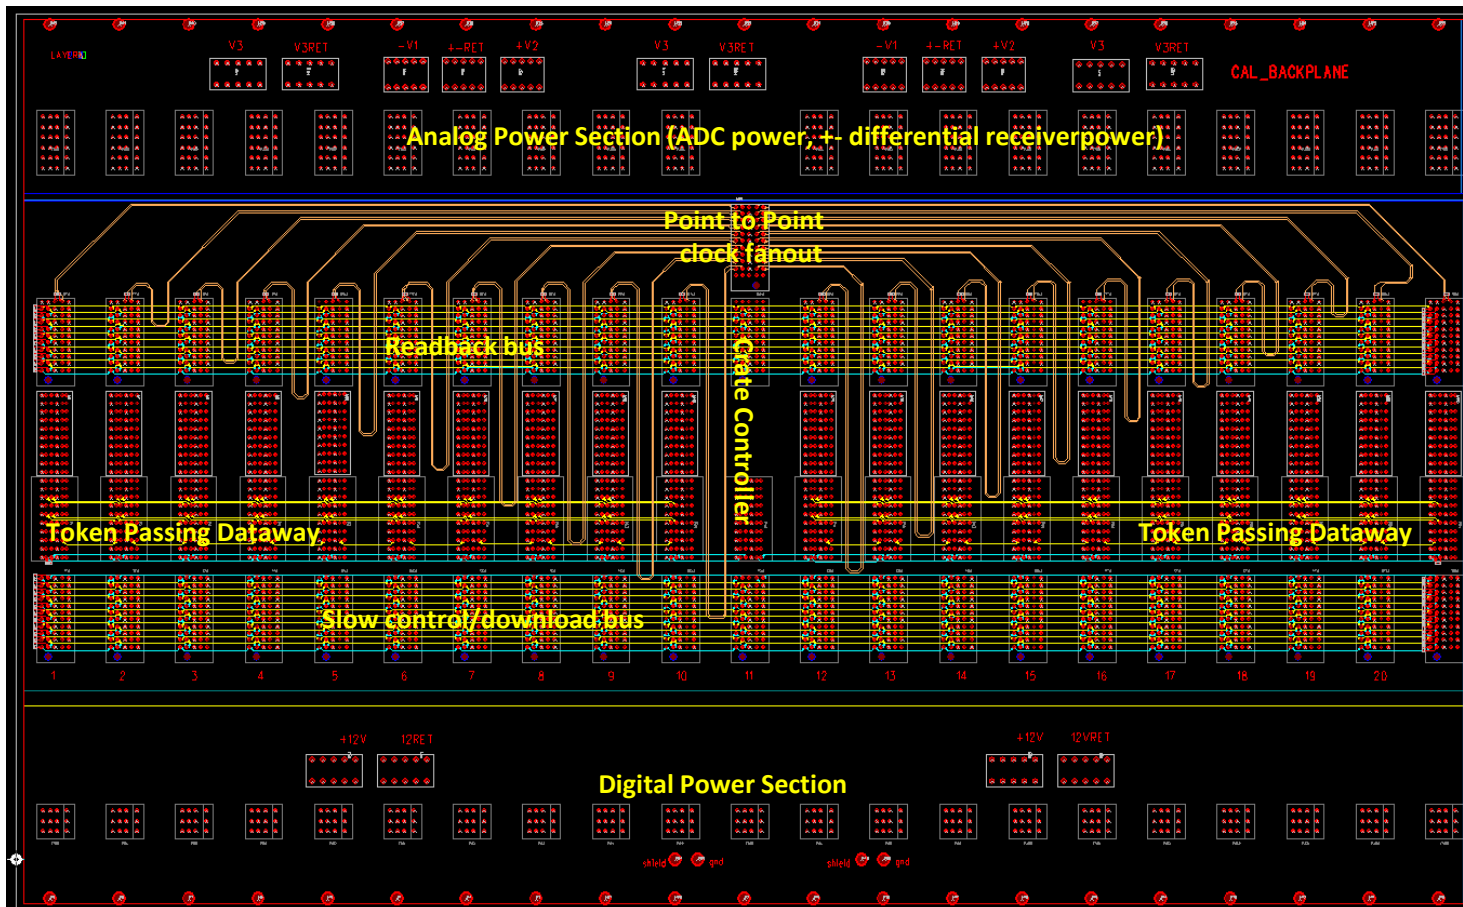 LAYER
V3 V3RET -V1 +-RET +V2 V3 V3RET -V1 +-RET +V2 V3 V3RET
CAL_BACKPLANE
Analog Power Section (ADC power, +- differential receiverpower)
Point to Point
clock fanout
Readback bus
Crate Controller
Token Passing Dataway
Token Passing Dataway
Slow control/download bus
1 2 3 4 5 6 7 8 9 10 11 12 13 14 15 16 17 18 19 20
+12V 12RET +12V 12VRET
Digital Power Section
shield gnd shield gnd